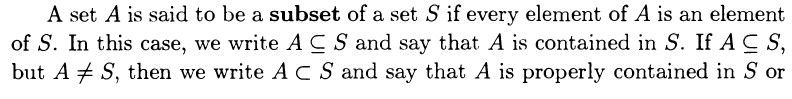 A set A is said to be a subset of a set S if every element of A is an element
of S. In this case, we write A ⊆ S and say that A is contained in S. If A ⊆ S,
but A ≠ S, then we write A ⊂ S and say that A is properly contained in S or